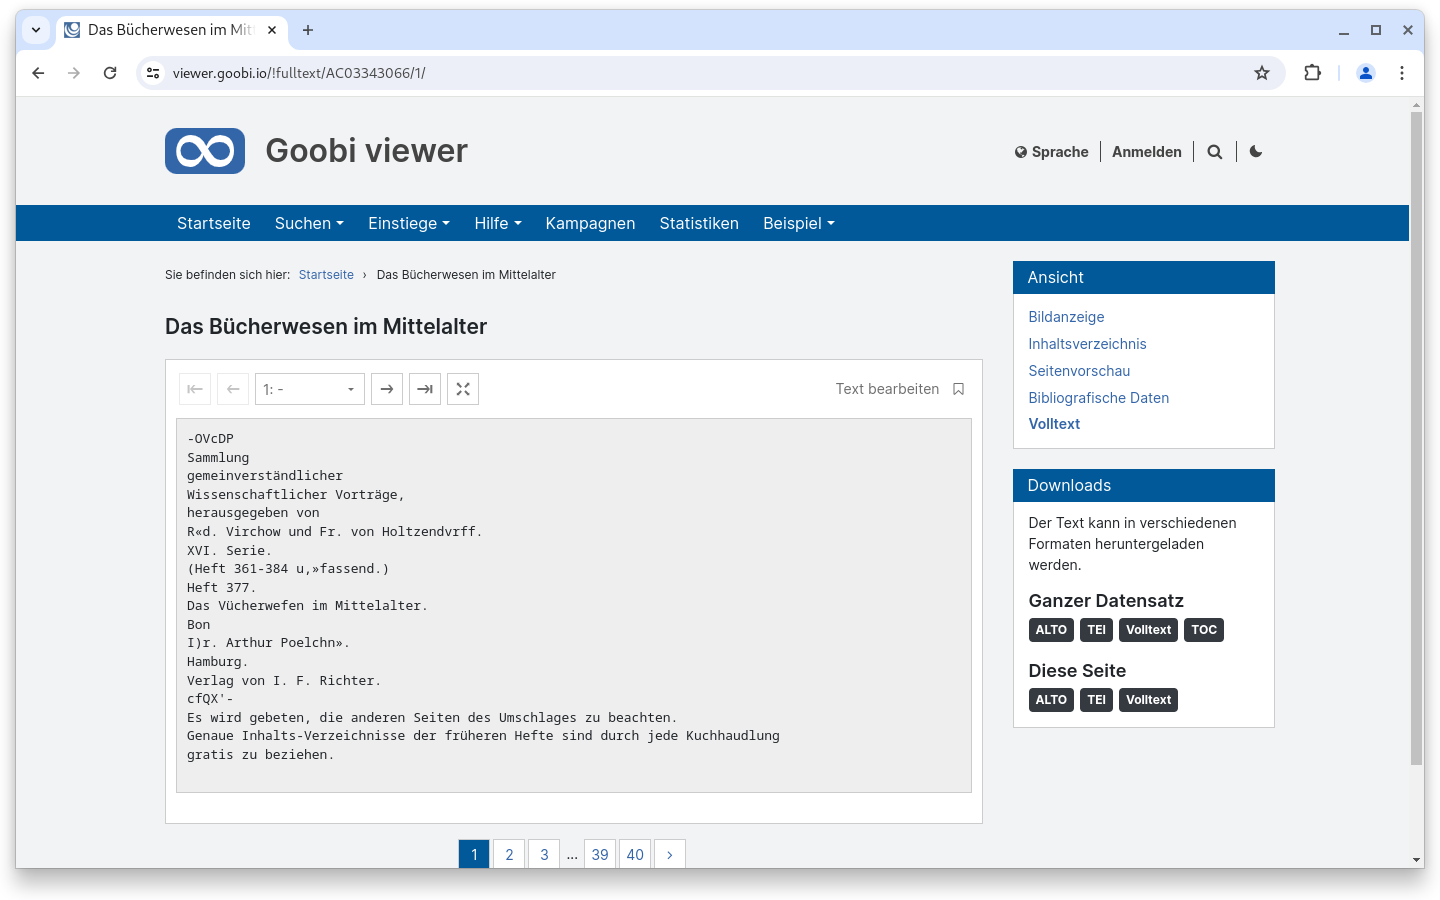 Das Bücherwesen im Mit
viewer.goobi.io/!fulltext/AC03343066/1/
Goobi viewer
Sprache
Anmelden
Startseite
Suchen
Einstiege
Hilfe
Kampagnen
Statistiken
Beispiel
Sie befinden sich hier: Startseite › Das Bücherwesen im Mittelalter
Das Bücherwesen im Mittelalter
1: -
Text bearbeiten
-OVcDP
Sammlung
gemeinverständlicher
Wissenschaftlicher Vorträge,
herausgegeben von
R«d. Virchow und Fr. von Holtzendvrff.
XVI. Serie.
(Heft 361-384 u,»fassend.)
Heft 377.
Das Vücherwefen im Mittelalter.
Bon
I)r. Arthur Poelchn».
Hamburg.
Verlag von I. F. Richter.
cfQX'-
Es wird gebeten, die anderen Seiten des Umschlages zu beachten.
Genaue Inhalts-Verzeichnisse der früheren Hefte sind durch jede Kuchhaudlung
gratis zu beziehen.
1 2 3 ... 39 40 ›
Ansicht
Bildanzeige
Inhaltsverzeichnis
Seitenvorschau
Bibliografische Daten
Volltext
Downloads
Der Text kann in verschiedenen
Formaten heruntergeladen
werden.
Ganzer Datensatz
ALTO TEI Volltext TOC
Diese Seite
ALTO TEI Volltext